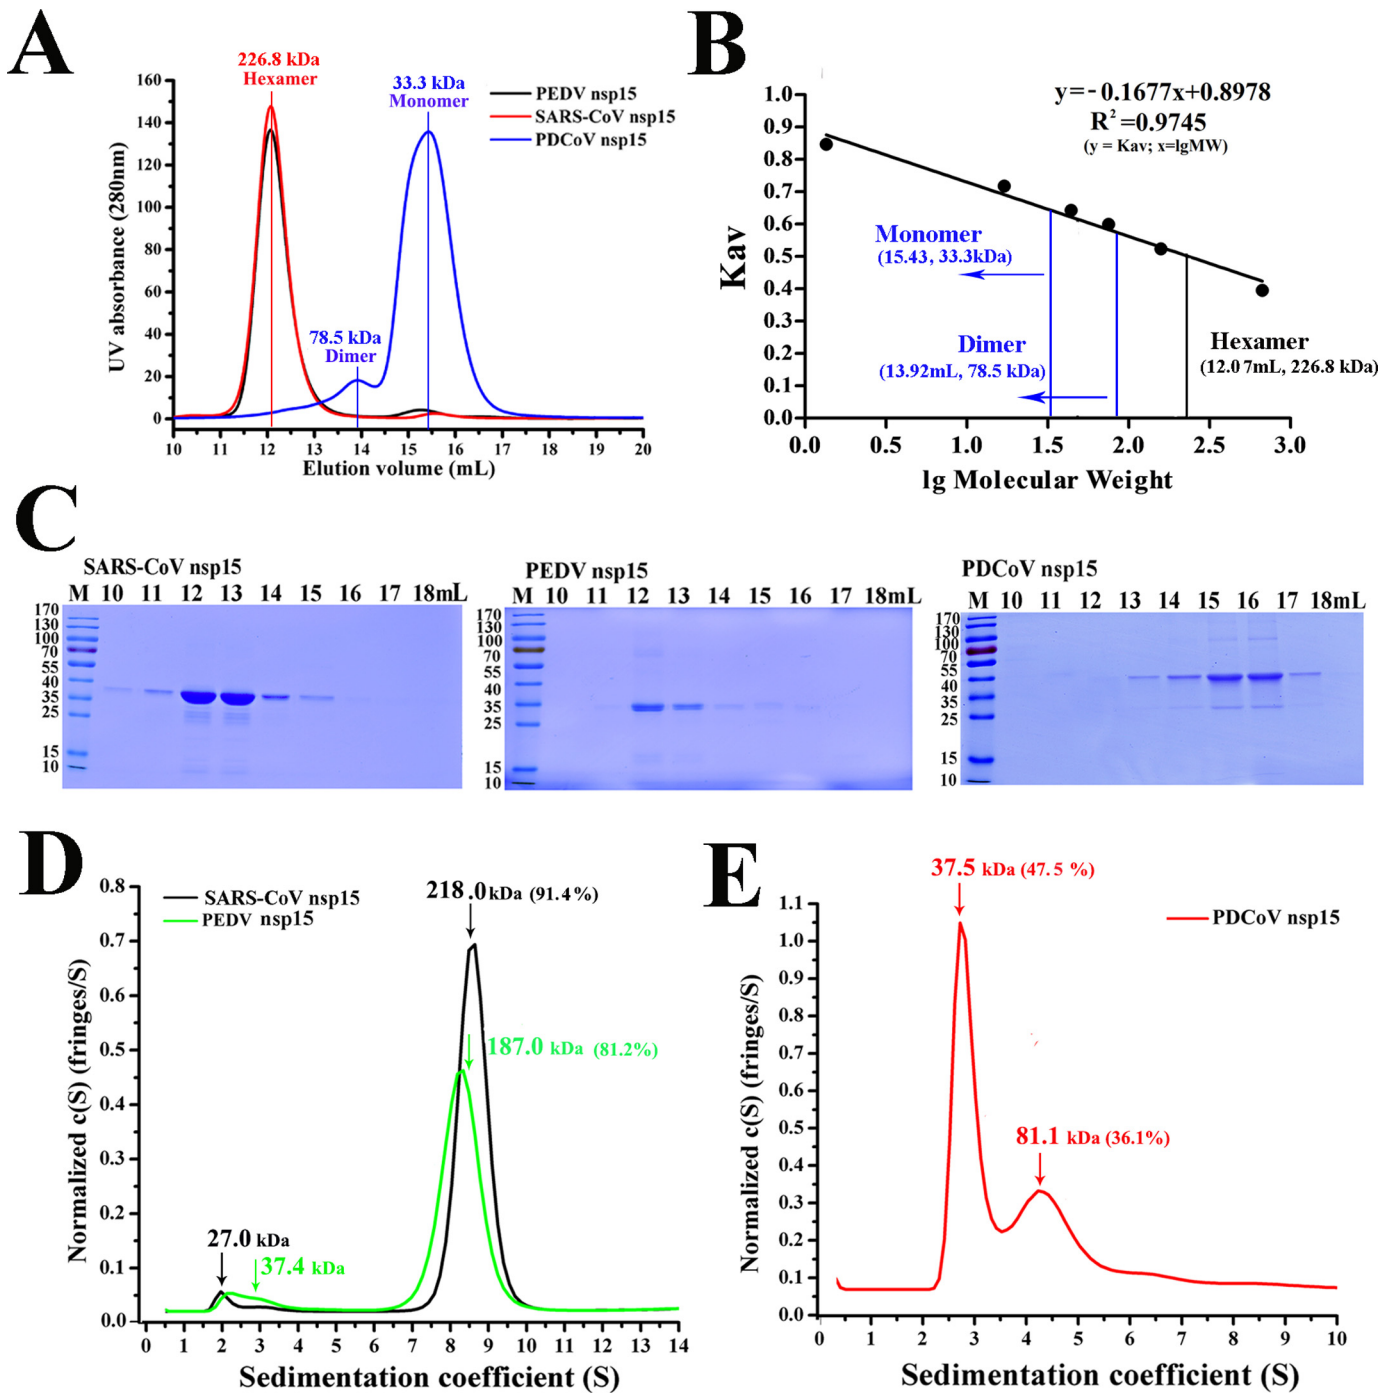 A
226.8 kDa
Hexamer
33.3 kDa
Monomer
78.5 kDa
Dimer
PEDV nsp15
SARS-CoV nsp15
PDCoV nsp15
UV absorbance (280nm)
160
140
120
100
80
60
40
20
0
10 11 12 13 14 15 16 17 18 19 20
Elution volume (mL)
B
y=-0.1677x+0.8978
R²=0.9745
(y = Kav; x=lgMW)
Monomer
(15.43, 33.3kDa)
Dimer
(13.92mL, 78.5 kDa)
Hexamer
(12.07mL, 226.8 kDa)
Kav
1.0
0.9
0.8
0.7
0.6
0.5
0.4
0.3
0.2
0.1
0.0
0.0 0.5 1.0 1.5 2.0 2.5 3.0
lg Molecular Weight
C
SARS-CoV nsp15
M 10 11 12 13 14 15 16 17 18mL
170
130
100
70
55
40
35
25
15
10
PEDV nsp15
M 10 11 12 13 14 15 16 17 18mL
170
130
100
70
55
40
35
25
15
10
PDCoV nsp15
M 10 11 12 13 14 15 16 17 18mL
170
130
100
70
55
40
35
25
15
10
D
SARS-CoV nsp15
PEDV nsp15
218.0kDa (91.4%)
187.0 kDa (81.2%)
27.0 kDa
37.4 kDa
Normalized c(S) (fringes/S)
0.8
0.7
0.6
0.5
0.4
0.3
0.2
0.1
0.0
0 1 2 3 4 5 6 7 8 9 10 11 12 13 14
Sedimentation coefficient (S)
E
37.5 kDa (47.5 %)
PDCoV nsp15
81.1 kDa (36.1%)
Normalized c(S) (fringes/S)
1.1
1.0
0.9
0.8
0.7
0.6
0.5
0.4
0.3
0.2
0.1
0.0
0 1 2 3 4 5 6 7 8 9 10
Sedimentation coefficient (S)